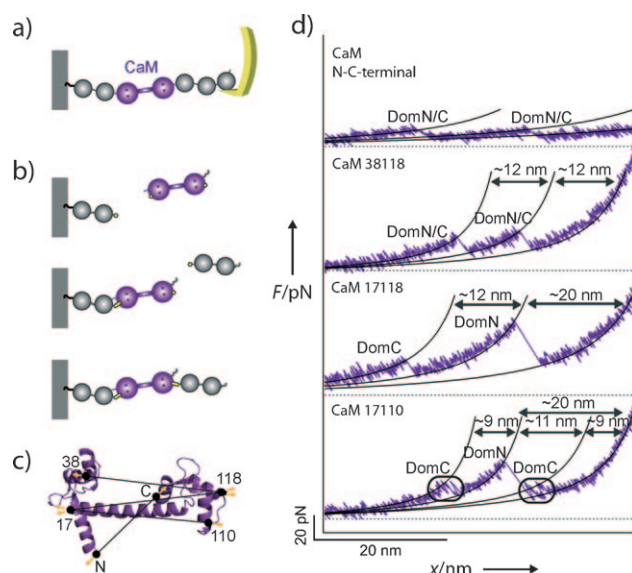 a)
CaM
b)
c)
38
118
C
17
110
N
d)
CaM
N-C-terminal
DomN/C DomN/C
CaM 38118
~12 nm ~12 nm
DomN/C DomN/C
CaM 17118
~12 nm ~20 nm
DomN
DomC
CaM 17110
~20 nm
~9 nm ~11 nm ~9 nm
DomN
DomC DomC
F/pN
20 pN
20 nm
x/nm